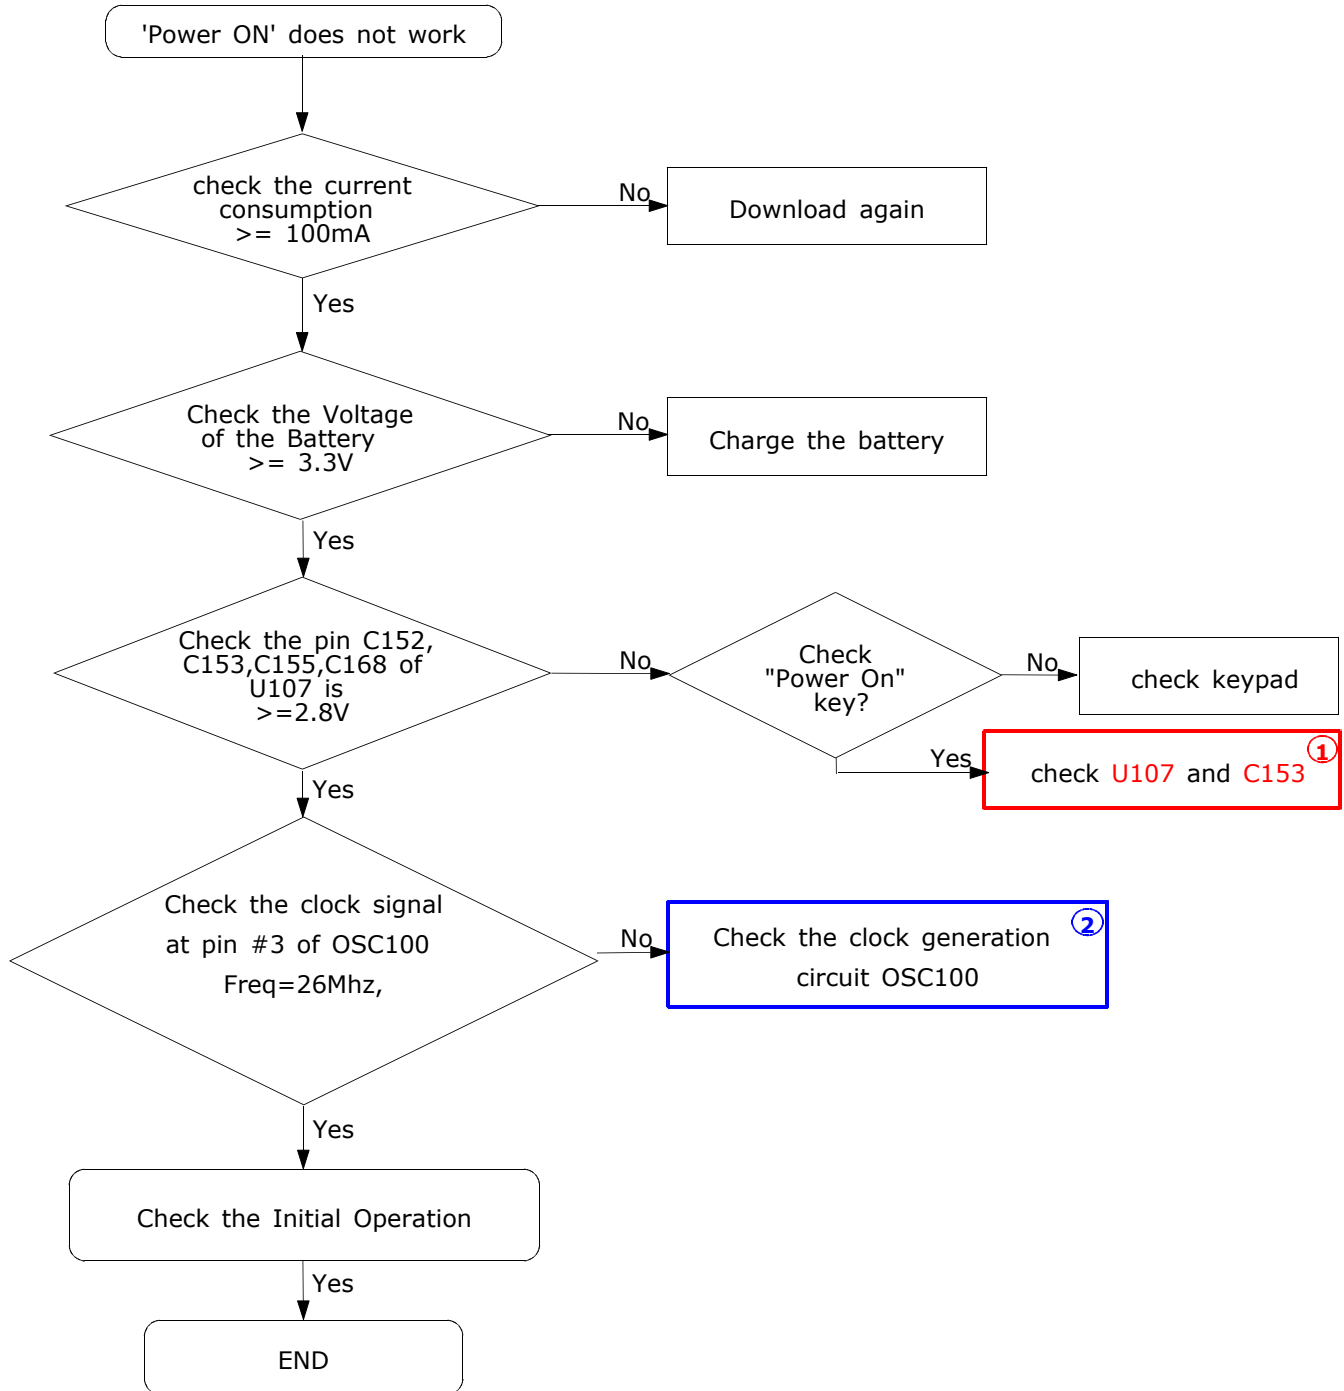 'Power ON' does not work
check the current
consumption
>= 100mA
No
Download again
Yes
Check the Voltage
of the Battery
>= 3.3V
No
Charge the battery
Yes
Check the pin C152,
C153,C155,C168 of
U107 is
>=2.8V
No
Check
"Power On"
key?
No
check keypad
Yes
check U107 and C153
1
Yes
Check the clock signal
at pin #3 of OSC100
Freq=26Mhz,
No
Check the clock generation
circuit OSC100
2
Yes
Check the Initial Operation
Yes
END